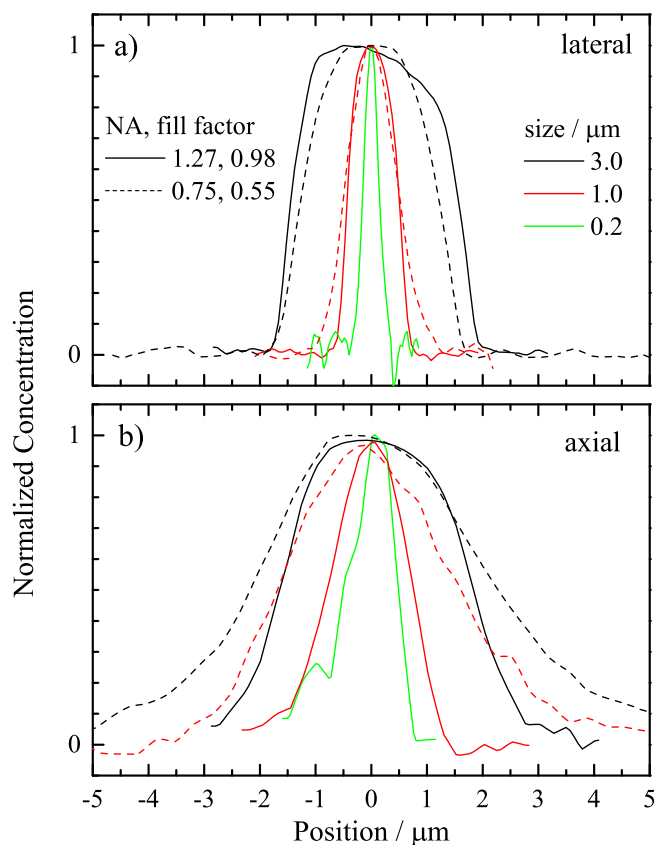 a)
lateral
1
NA, fill factor
1.27, 0.98
0.75, 0.55
size / μm
3.0
1.0
0.2
0
b)
axial
1
0
Normalized Concentration
-5 -4 -3 -2 -1 0 1 2 3 4 5
Position / μm